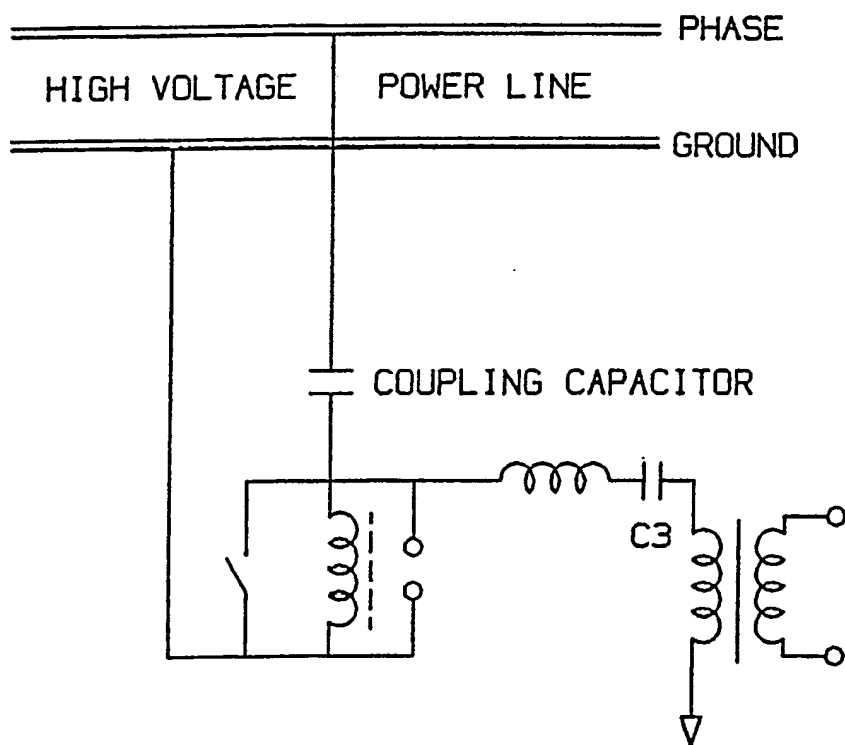 PHASE
HIGH VOLTAGE POWER LINE
GROUND
COUPLING CAPACITOR
C3